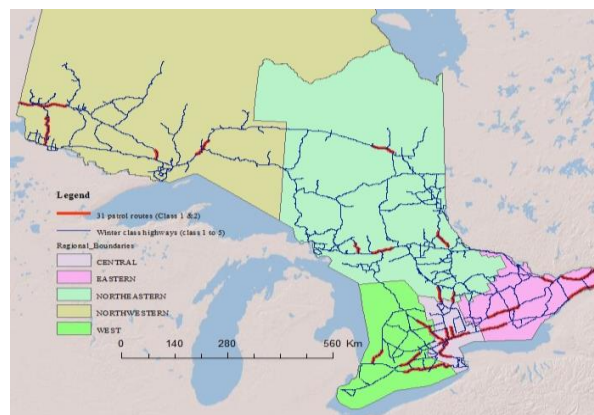 Legend
31 patrol routes (Class 1 &2)
Winter class highways (class 1 to 5)
Regional_Boundaries
CENTRAL
EASTERN
NORTHEASTERN
NORTHWESTERN
WEST
0 140 280 560 Km